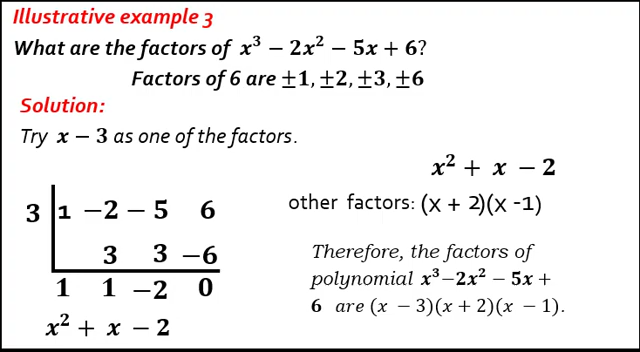 Illustrative example 3
What are the factors of x³ − 2x² − 5x + 6?
Factors of 6 are ±1, ±2, ±3, ±6
Solution:
Try x − 3 as one of the factors.
3 | 1 −2 − 5 6
3 3 −6
1 1 −2 0
x² + x − 2
x² + x − 2
other factors: (x + 2)(x -1)
Therefore, the factors of
polynomial x³−2x² − 5x +
6 are (x − 3)(x + 2)(x − 1).